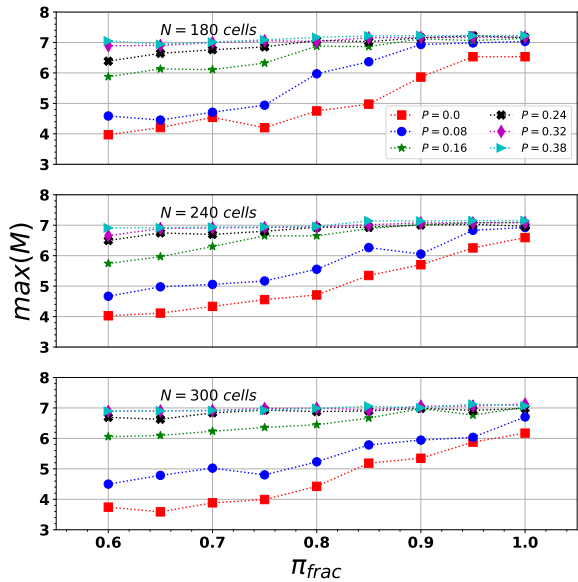 8
7
6
5
4
3
N = 180 cells
P = 0.0
P = 0.08
P = 0.16
P = 0.24
P = 0.32
P = 0.38
8
7
6
5
4
3
N = 240 cells
max(M)
8
7
6
5
4
3
N = 300 cells
0.6 0.7 0.8 0.9 1.0
π_frac